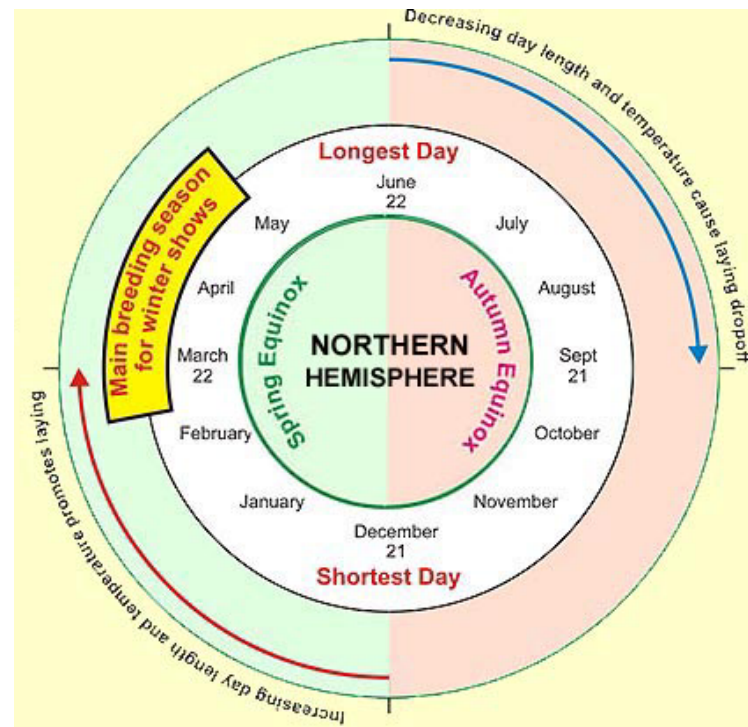 Decreasing day length and temperature cause laying dropoff
Longest Day
June
22
May
July
Main breeding season
for winter shows
April
August
Spring Equinox
NORTHERN
HEMISPHERE
Autumn Equinox
March
22
Sept
21
February
October
January
November
December
21
Shortest Day
Increasing day length and temperature promotes laying